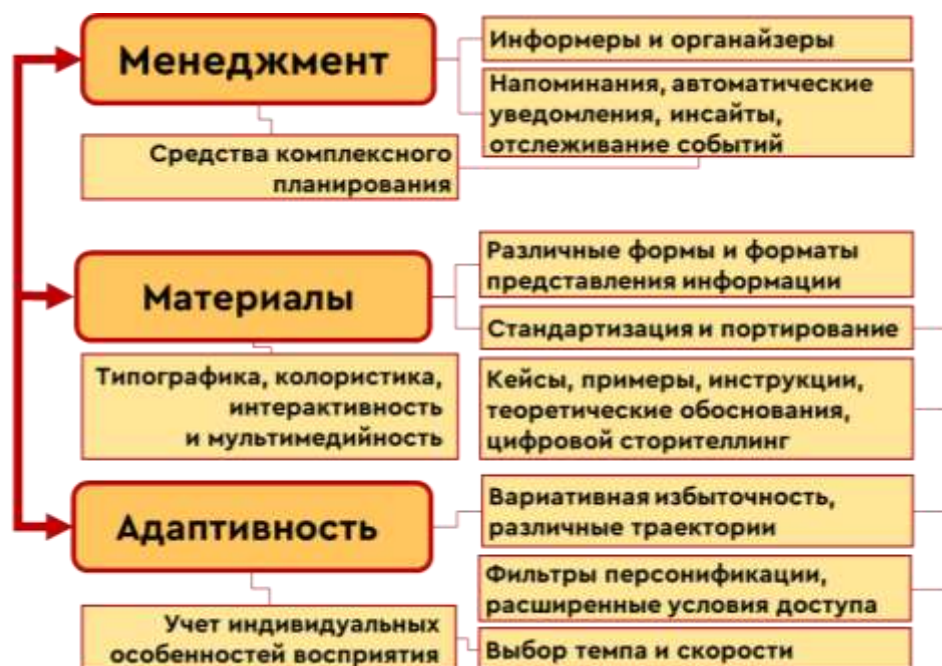 Менеджмент
Информеры и органайзеры
Напоминания, автоматические
уведомления, инсайты,
отслеживание событий
Средства комплексного
планирования
Материалы
Различные формы и форматы
представления информации
Стандартизация и портирование
Типографика, колористика,
интерактивность
и мультимедийность
Кейсы, примеры, инструкции,
теоретические обоснования,
цифровой сторителлинг
Адаптивность
Вариативная избыточность,
различные траектории
Фильтры персонификации,
расширенные условия доступа
Учет индивидуальных
особенностей восприятия
Выбор темпа и скорости